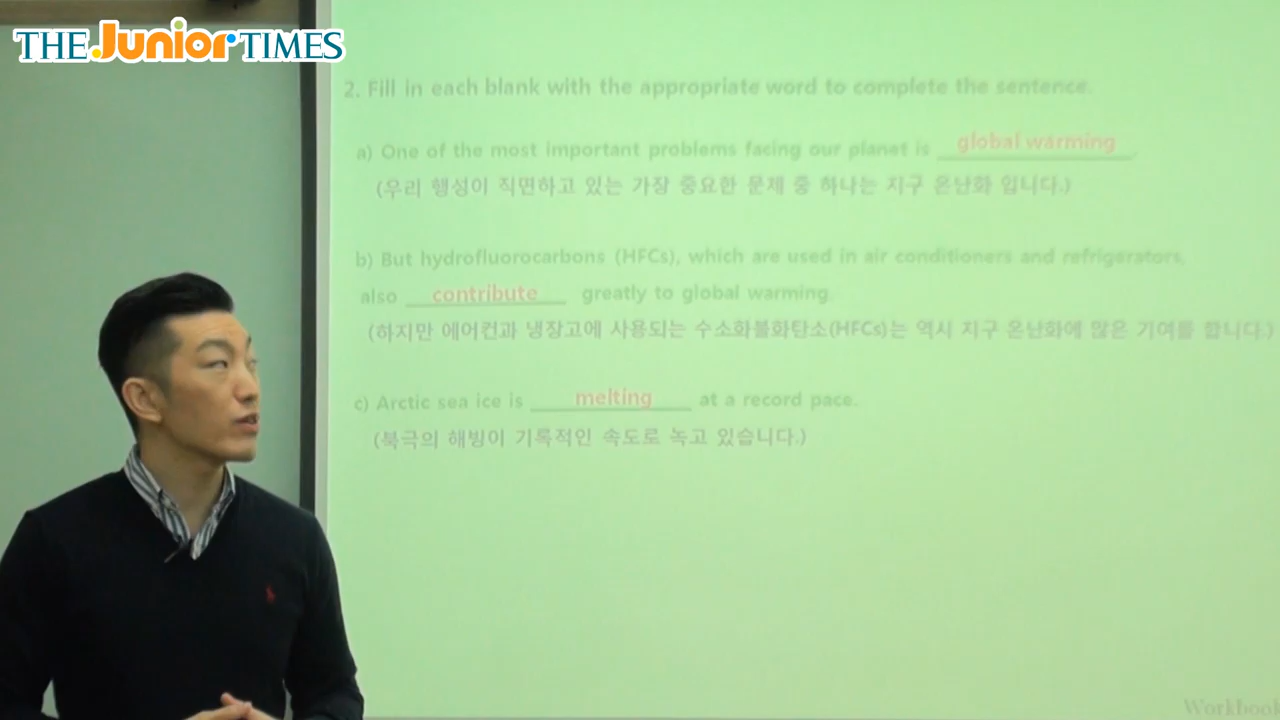 THE Junior TIMES
2. Fill in each blank with the appropriate word to complete the sentence.
a) One of the most important problems facing our planet is global warming
(우리 행성이 직면하고 있는 가장 중요한 문제 중 하나는 지구 온난화 입니다.)
b) But hydrofluorocarbons (HFCs), which are used in air conditioners and refrigerators,
also contribute greatly to global warming.
(하지만 에어컨과 냉장고에 사용되는 수소화불화탄소(HFCs)는 역시 지구 온난화에 많은 기여를 합니다.)
c) Arctic sea ice is melting at a record pace.
(북극의 해빙이 기록적인 속도로 녹고 있습니다.)
Workbook